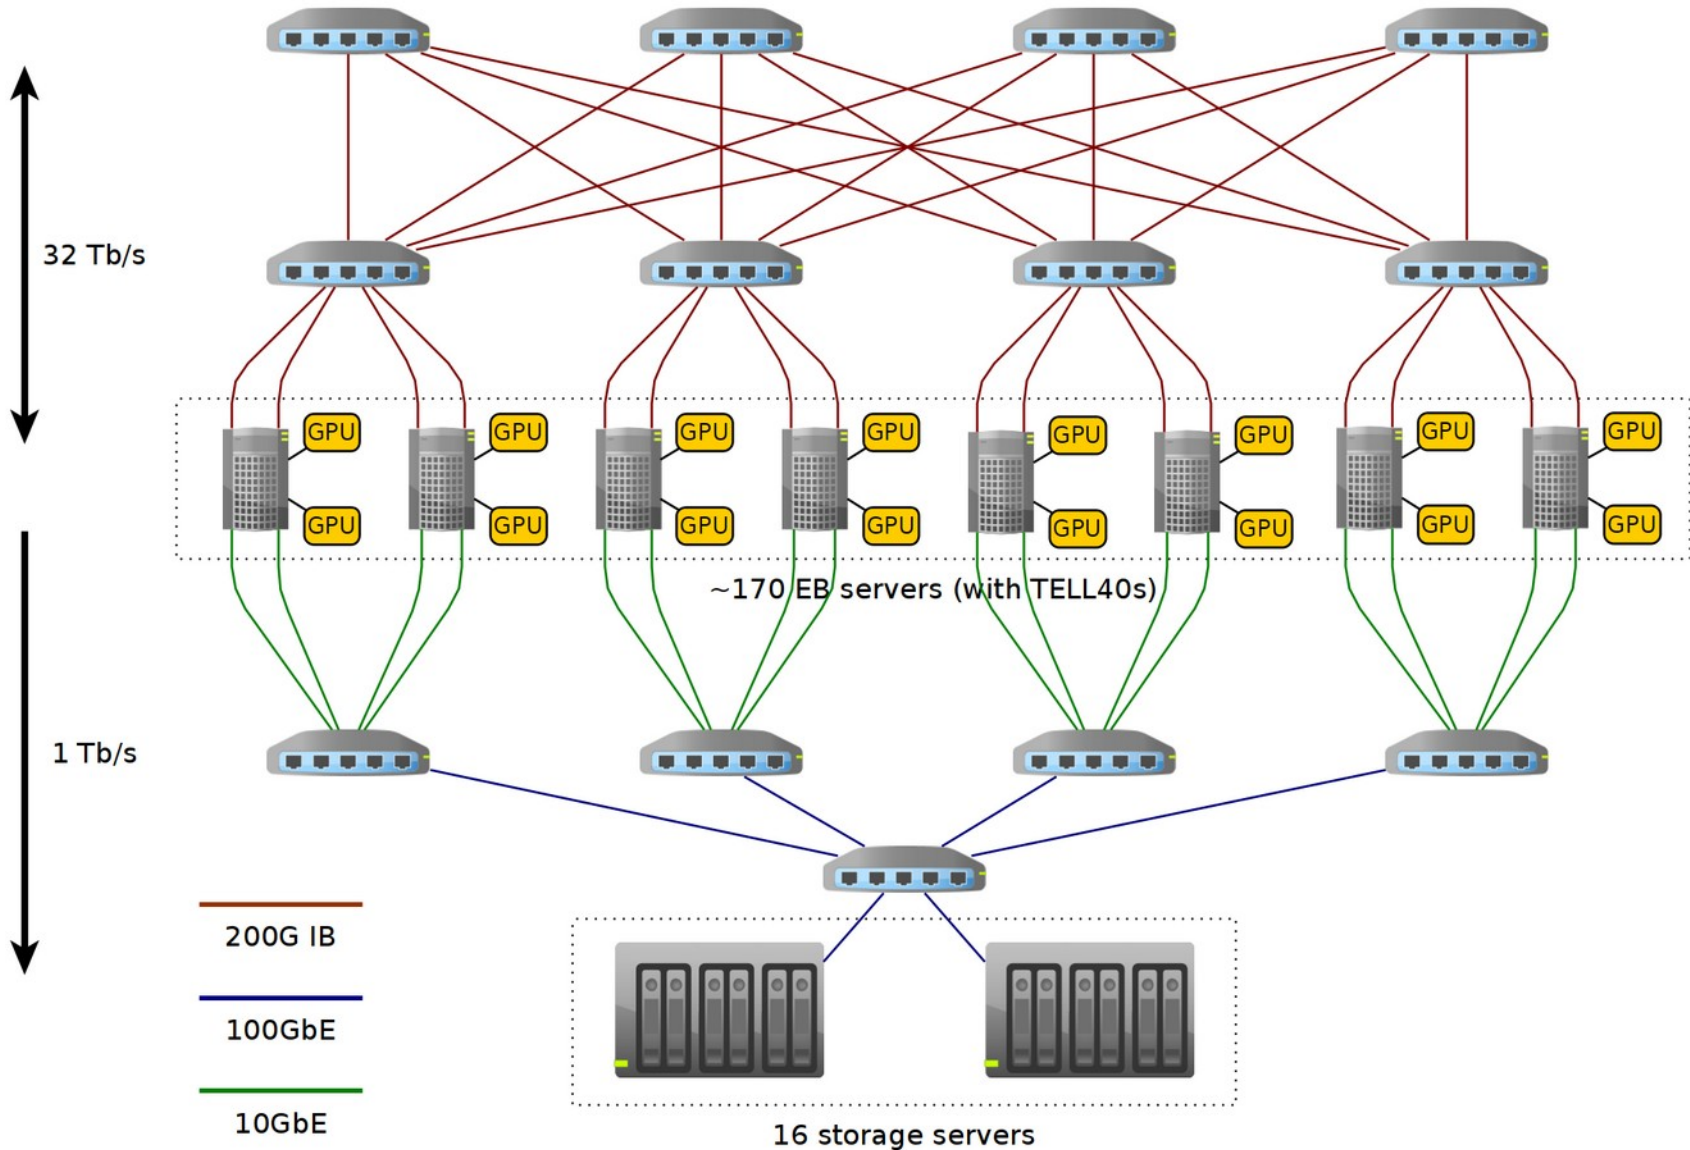 32 Tb/s
GPU GPU GPU GPU GPU GPU GPU GPU
GPU GPU GPU GPU GPU GPU GPU GPU
~170 EB servers (with TELL40s)
1 Tb/s
200G IB
100GbE
10GbE
16 storage servers